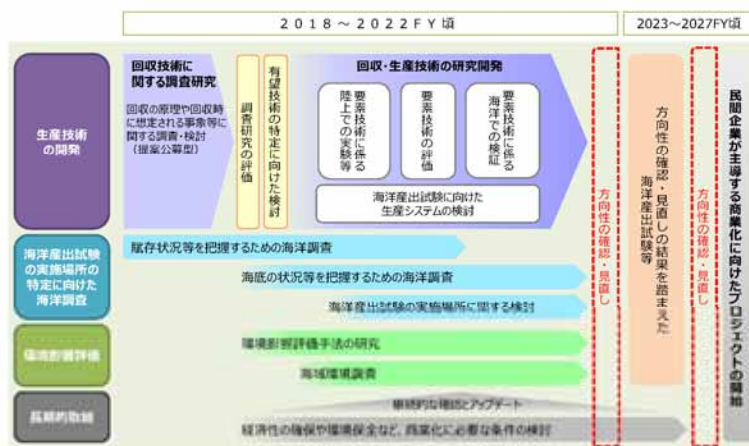 ２０１８～２０２２FY 頃
2023～2027FY頃
生産技術
の開発
回収技術に
関する調査研究
回収の原理や回収時
に想定される事象等に
関する調査・検討
（提案公募型）
調査研究の評価
有望技術の特定に向けた検討
回収・生産技術の研究開発
要素技術に係る
陸上での実験等
要素技術の評価
要素技術に係る
海洋での検証
海洋産出試験に向けた
生産システムの検討
方向性の確認・見直し
方向性の確認・見直しの結果を踏まえた
海洋産出試験等
方向性の確認・見直し
民間企業が主導する商業化に向けたプロジェクトの開始
海洋産出試験
の実施場所の
特定に向けた
海洋調査
賦存状況等を把握するための海洋調査
海底の状況等を把握するための海洋調査
海洋産出試験の実施場所に関する検討
環境影響評価
環境影響評価手法の研究
海域環境調査
長期的取組
継続的な確認とアップデート
経済性の確保や環境保全など、商業化に必要な条件の検討